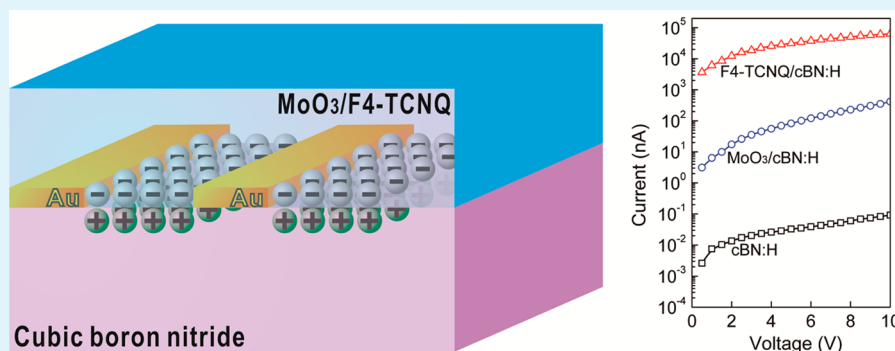 MoO3/F4-TCNQ
Au
Au
Cubic boron nitride
Current (nA)
10^5
10^4
10^3
10^2
10^1
10^0
10^-1
10^-2
10^-3
10^-4
F4-TCNQ/cBN:H
MoO3/cBN:H
cBN:H
0 2 4 6 8 10
Voltage (V)